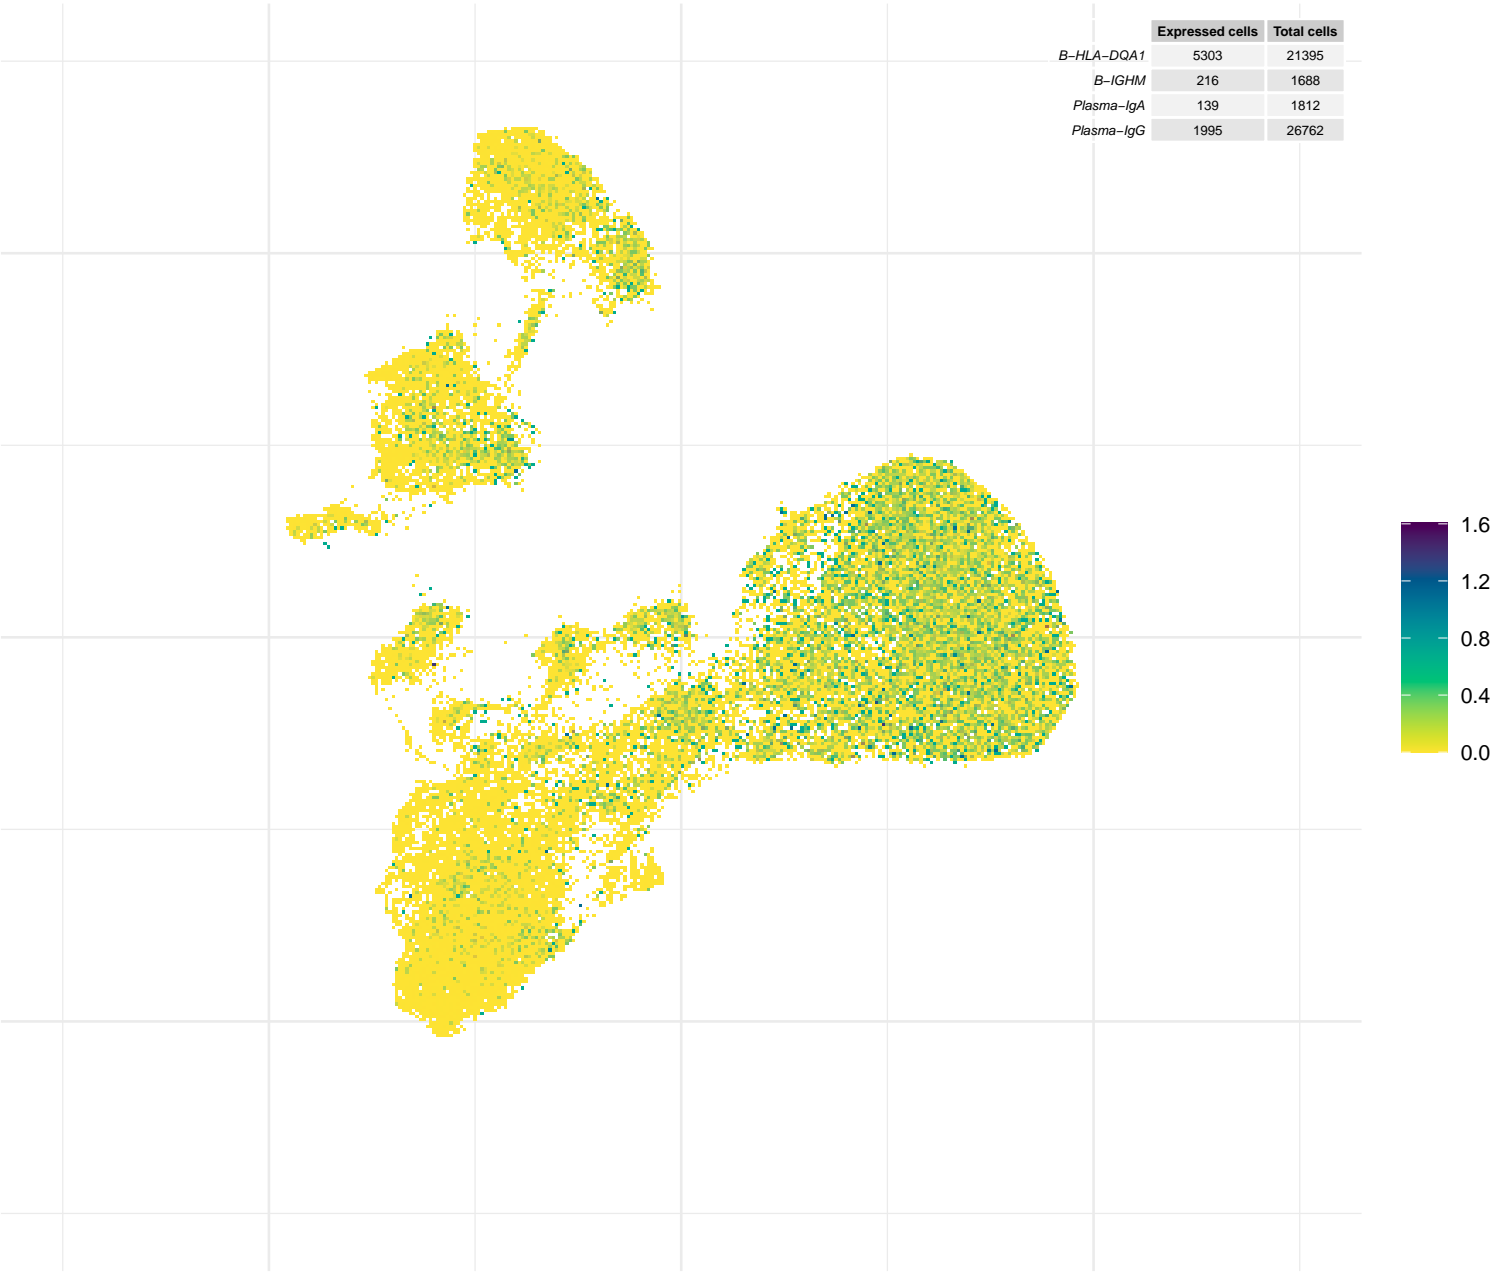 Expressed cells Total cells
B−HLA−DQA1 5303 21395
B−IGHM 216 1688
Plasma−IgA 139 1812
Plasma−IgG 1995 26762
1.6
1.2
0.8
0.4
0.0